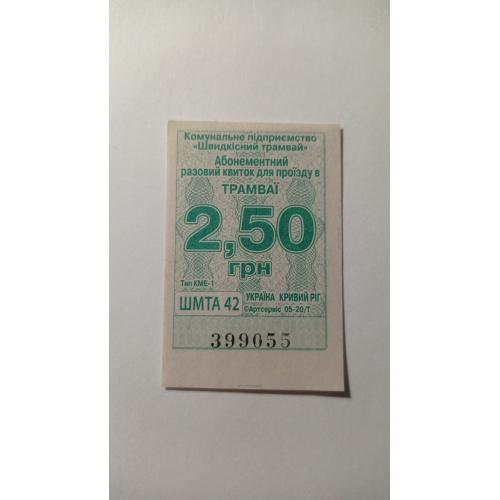 Комунальне підприємство
«Швидкісний трамвай»
Абонементний
разовий квиток для проїзду в
ТРАМВАЇ
2,50
грн
Тип КМЕ-1
ШМТА 42
УКРАЇНА КРИВИЙ РІГ
©Артсервіс 05-20/Т
399055